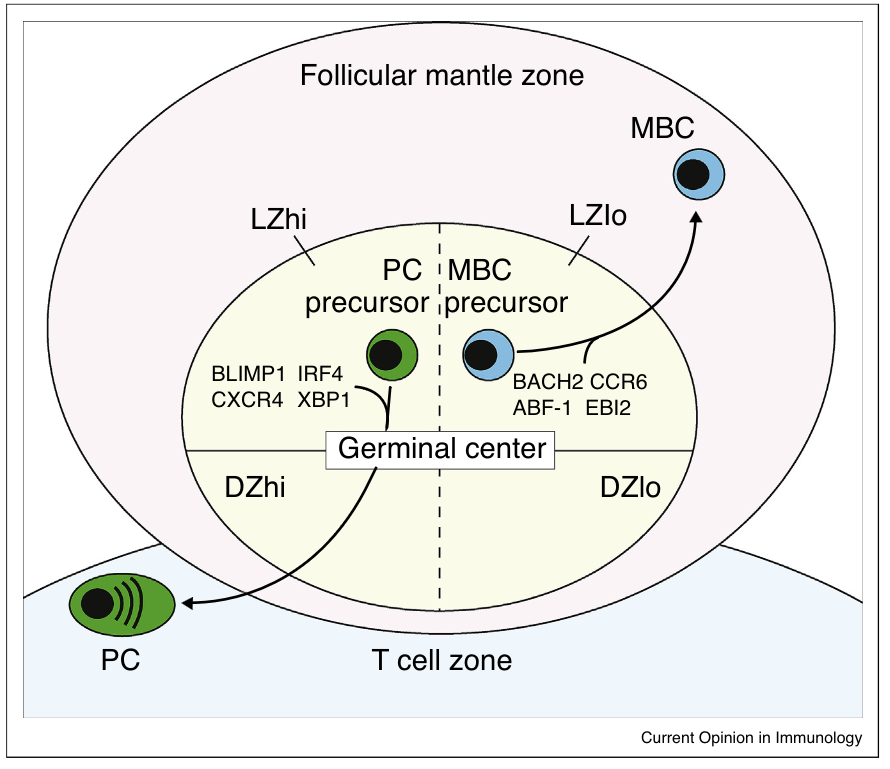 Follicular mantle zone
MBC
LZhi
LZlo
PC precursor
MBC precursor
BLIMP1 IRF4
CXCR4 XBP1
BACH2 CCR6
ABF-1 EBI2
Germinal center
DZhi
DZlo
PC
T cell zone
Current Opinion in Immunology